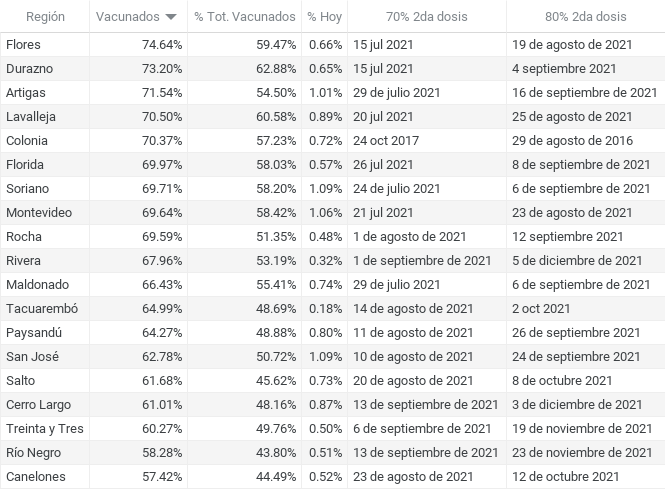 Región Vacunados % Tot. Vacunados % Hoy 70% 2da dosis 80% 2da dosis
Flores 74.64% 59.47% 0.66% 15 jul 2021 19 de agosto de 2021
Durazno 73.20% 62.88% 0.65% 15 jul 2021 4 septiembre 2021
Artigas 71.54% 54.50% 1.01% 29 de julio 2021 16 de septiembre de 2021
Lavalleja 70.50% 60.58% 0.89% 20 jul 2021 25 de agosto de 2021
Colonia 70.37% 57.23% 0.72% 24 oct 2017 29 de agosto de 2016
Florida 69.97% 58.03% 0.57% 26 jul 2021 8 de septiembre de 2021
Soriano 69.71% 58.20% 1.09% 24 de julio 2021 6 de septiembre de 2021
Montevideo 69.64% 58.42% 1.06% 21 jul 2021 23 de agosto de 2021
Rocha 69.59% 51.35% 0.48% 1 de agosto de 2021 12 septiembre 2021
Rivera 67.96% 53.19% 0.32% 1 de septiembre de 2021 5 de diciembre de 2021
Maldonado 66.43% 55.41% 0.74% 29 de julio 2021 6 de septiembre de 2021
Tacuarembó 64.99% 48.69% 0.18% 14 de agosto de 2021 2 oct 2021
Paysandú 64.27% 48.88% 0.80% 11 de agosto de 2021 26 de septiembre de 2021
San José 62.78% 50.72% 1.09% 10 de agosto de 2021 24 de septiembre de 2021
Salto 61.68% 45.62% 0.73% 20 de agosto de 2021 8 de octubre de 2021
Cerro Largo 61.01% 48.16% 0.87% 13 de septiembre de 2021 3 de diciembre de 2021
Treinta y Tres 60.27% 49.76% 0.50% 6 de septiembre de 2021 19 de noviembre de 2021
Río Negro 58.28% 43.80% 0.51% 13 de septiembre de 2021 23 de noviembre de 2021
Canelones 57.42% 44.49% 0.52% 23 de agosto de 2021 12 de octubre de 2021